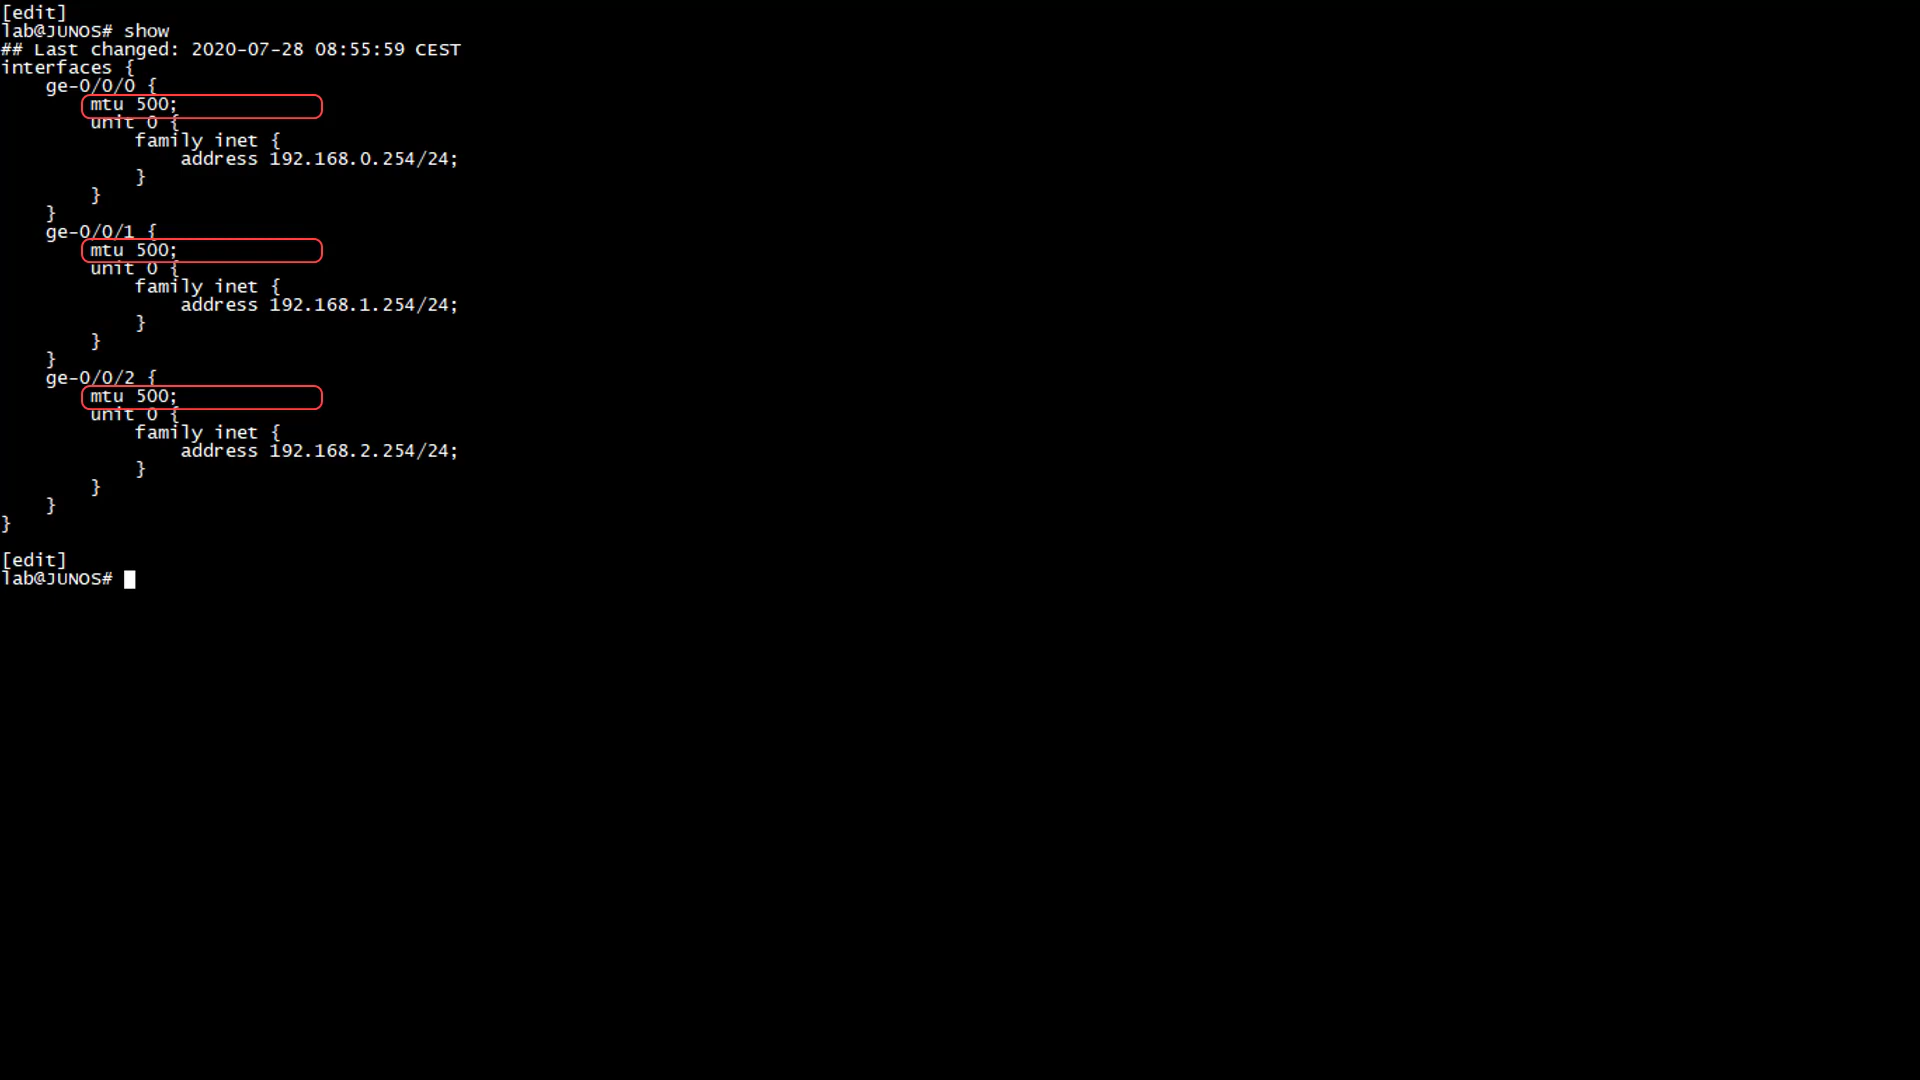 [edit]
lab@JUNOS# show
## Last changed: 2020-07-28 08:55:59 CEST
interfaces {
    ge-0/0/0 {
        mtu 500;
        unit 0 {
            family inet {
                address 192.168.0.254/24;
            }
        }
    }
    ge-0/0/1 {
        mtu 500;
        unit 0 {
            family inet {
                address 192.168.1.254/24;
            }
        }
    }
    ge-0/0/2 {
        mtu 500;
        unit 0 {
            family inet {
                address 192.168.2.254/24;
            }
        }
    }
}

[edit]
lab@JUNOS#